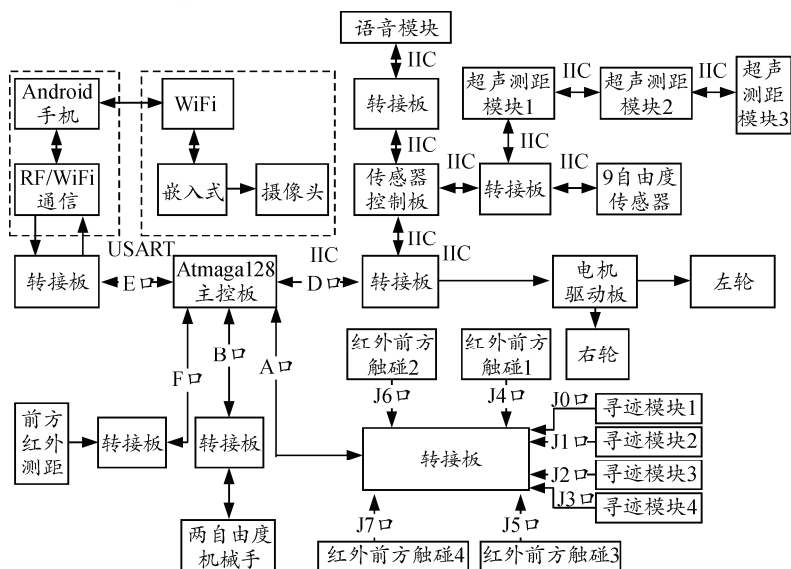 语音模块
IIC
Android
手机
WiFi
转接板
超声测距
模块1
IIC
超声测距
模块2
IIC
超声
测距
模块3
IIC
IIC
RF/WiFi
通信
嵌入式
摄像头
传感器
控制板
IIC
转接板
IIC
9自由度
传感器
IIC
USART
IIC
IIC
转接板
E口
Atmaga128
主控板
D口
转接板
电机
驱动板
左轮
右轮
红外前方
触碰2
红外前方
触碰1
F口
B口
A口
J6口
J4口
J0口
寻迹模块1
前方
红外
测距
转接板
转接板
转接板
J1口
寻迹模块2
J2口
寻迹模块3
J3口
寻迹模块4
J7口
J5口
两自由度
机械手
红外前方触碰4
红外前方触碰3